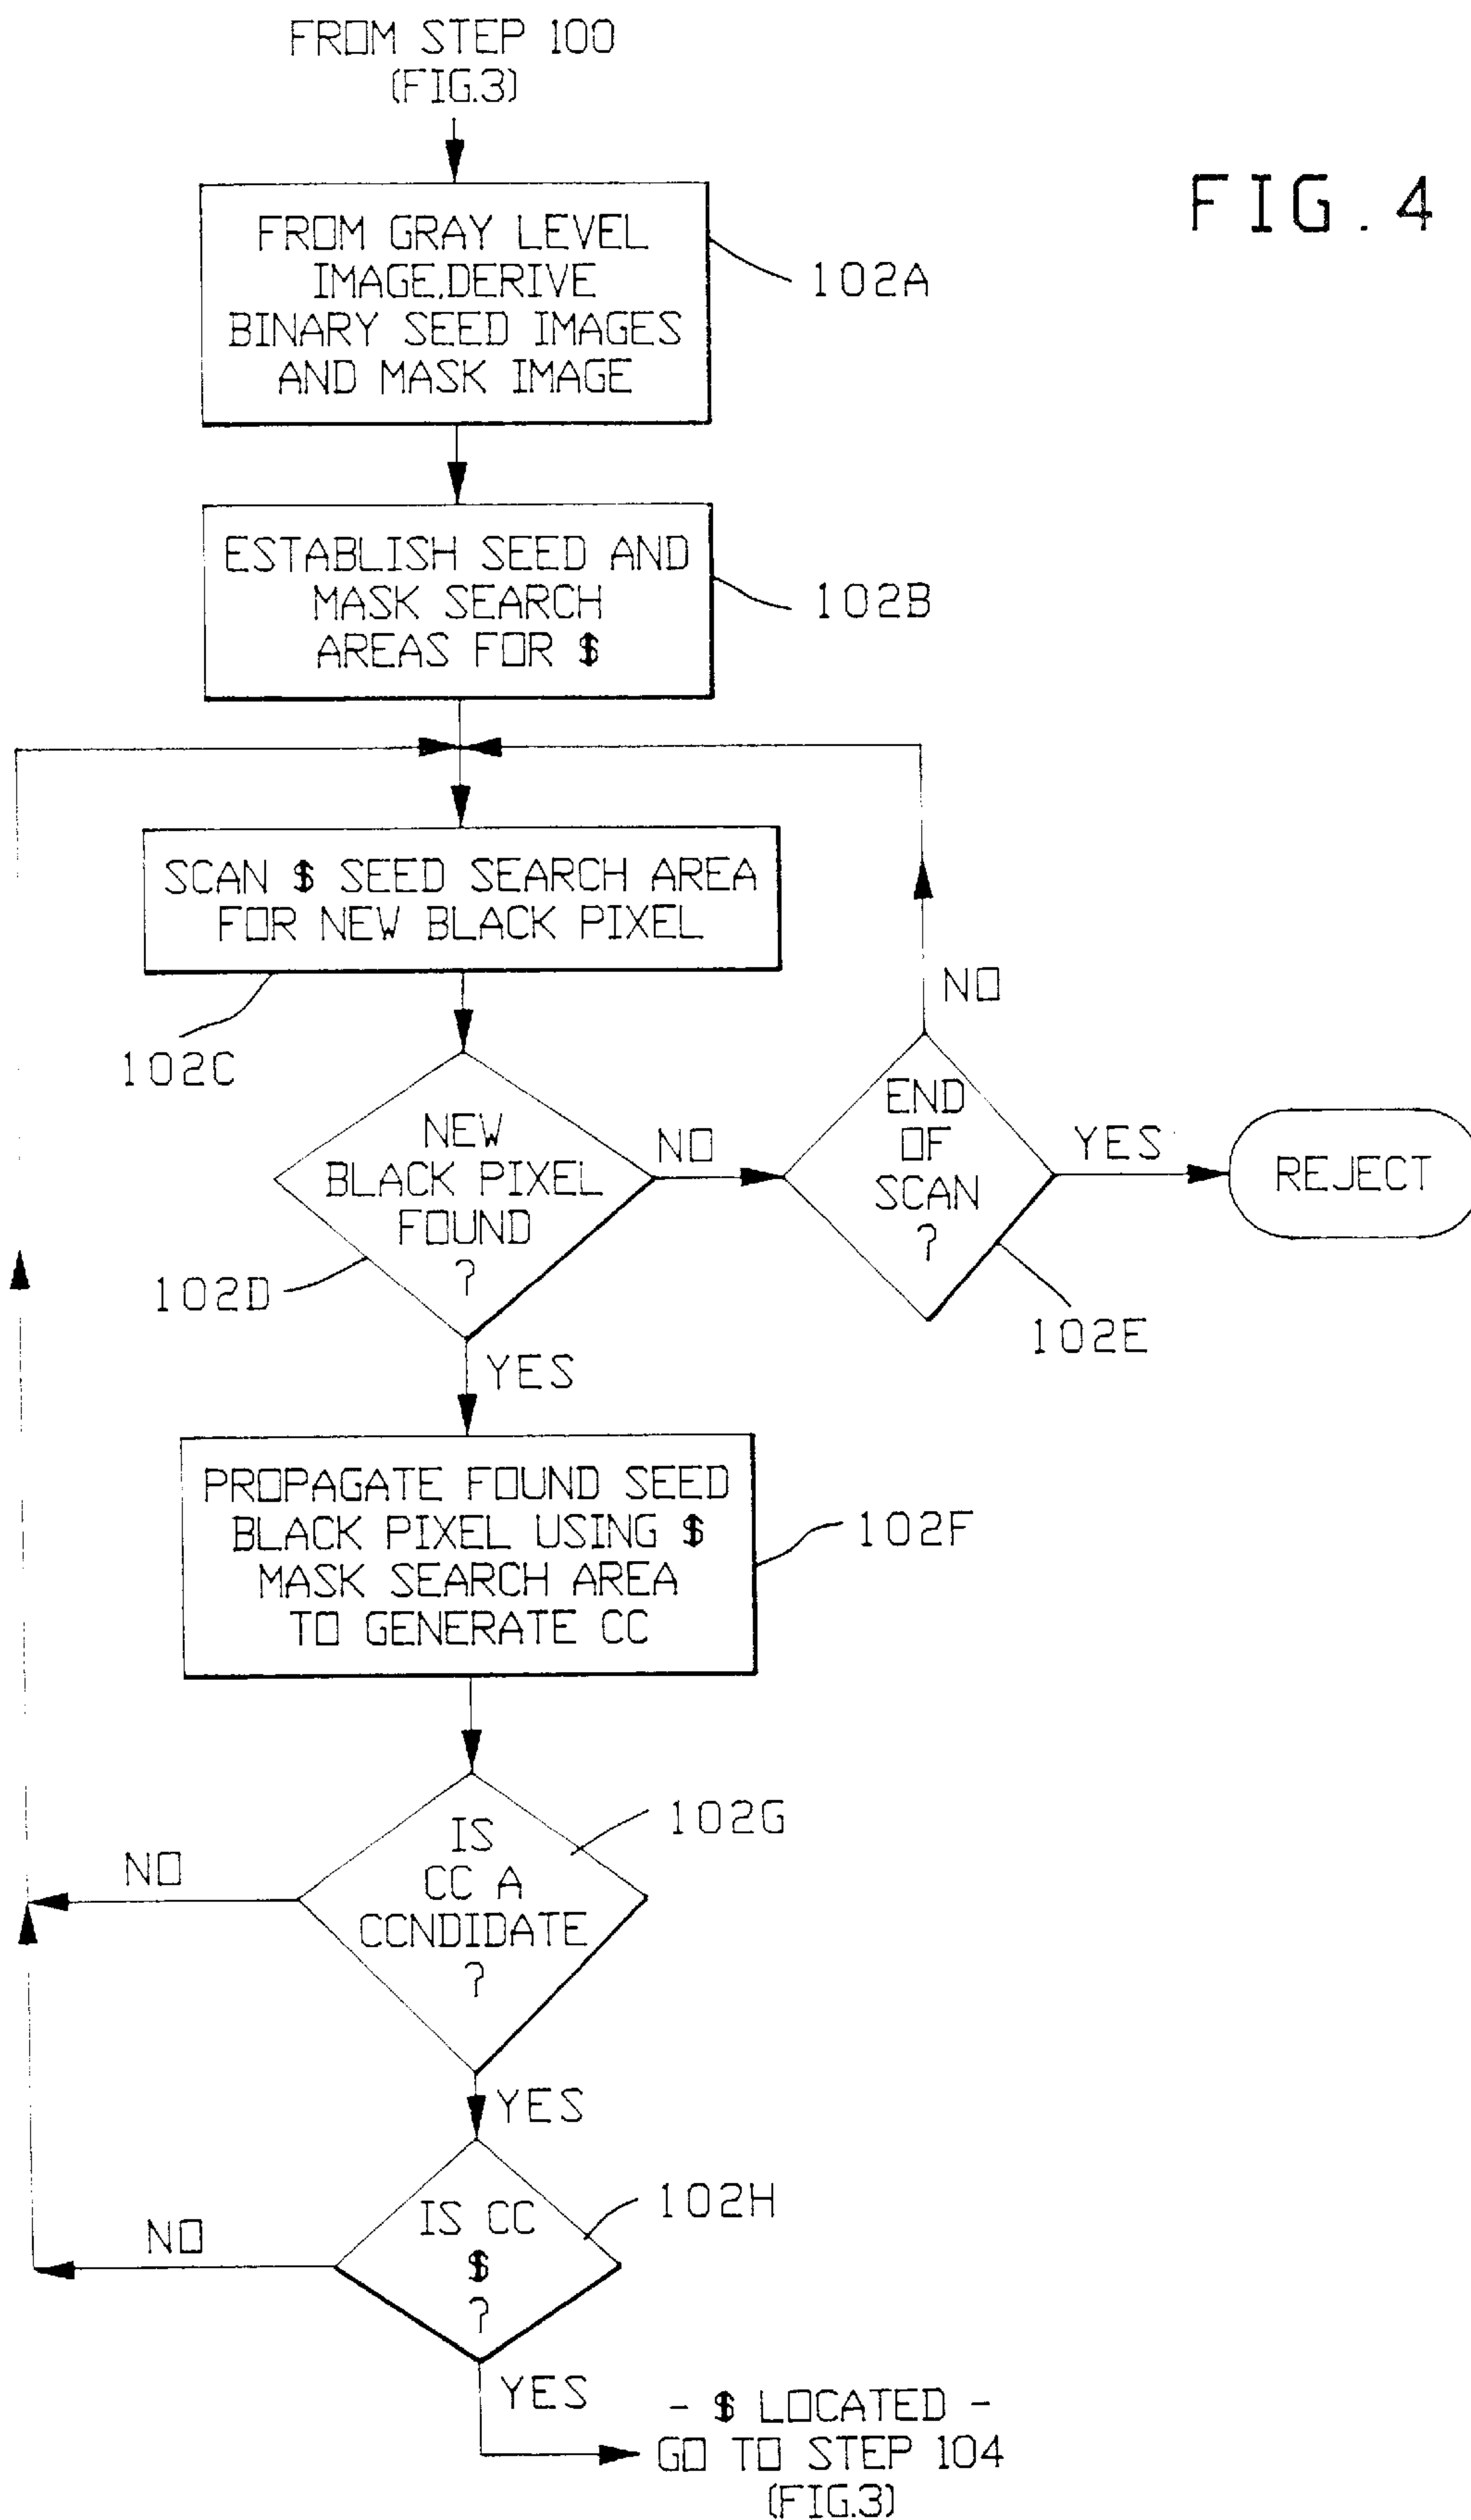 FROM STEP 100
(FIG.3)
FIG. 4
FROM GRAY LEVEL
IMAGE,DERIVE
BINARY SEED IMAGES
AND MASK IMAGE
102A
ESTABLISH SEED AND
MASK SEARCH
AREAS FOR $
102B
SCAN $ SEED SEARCH AREA
FOR NEW BLACK PIXEL
102C
NO
NEW
BLACK PIXEL
FOUND
?
102D
NO
END
OF
SCAN
?
102E
YES
REJECT
YES
PROPAGATE FOUND SEED
BLACK PIXEL USING $
MASK SEARCH AREA
TO GENERATE CC
102F
IS
CC A
CCNDIDATE
?
102G
NO
YES
IS CC
$
?
102H
NO
YES
- $ LOCATED -
GO TO STEP 104
(FIG.3)